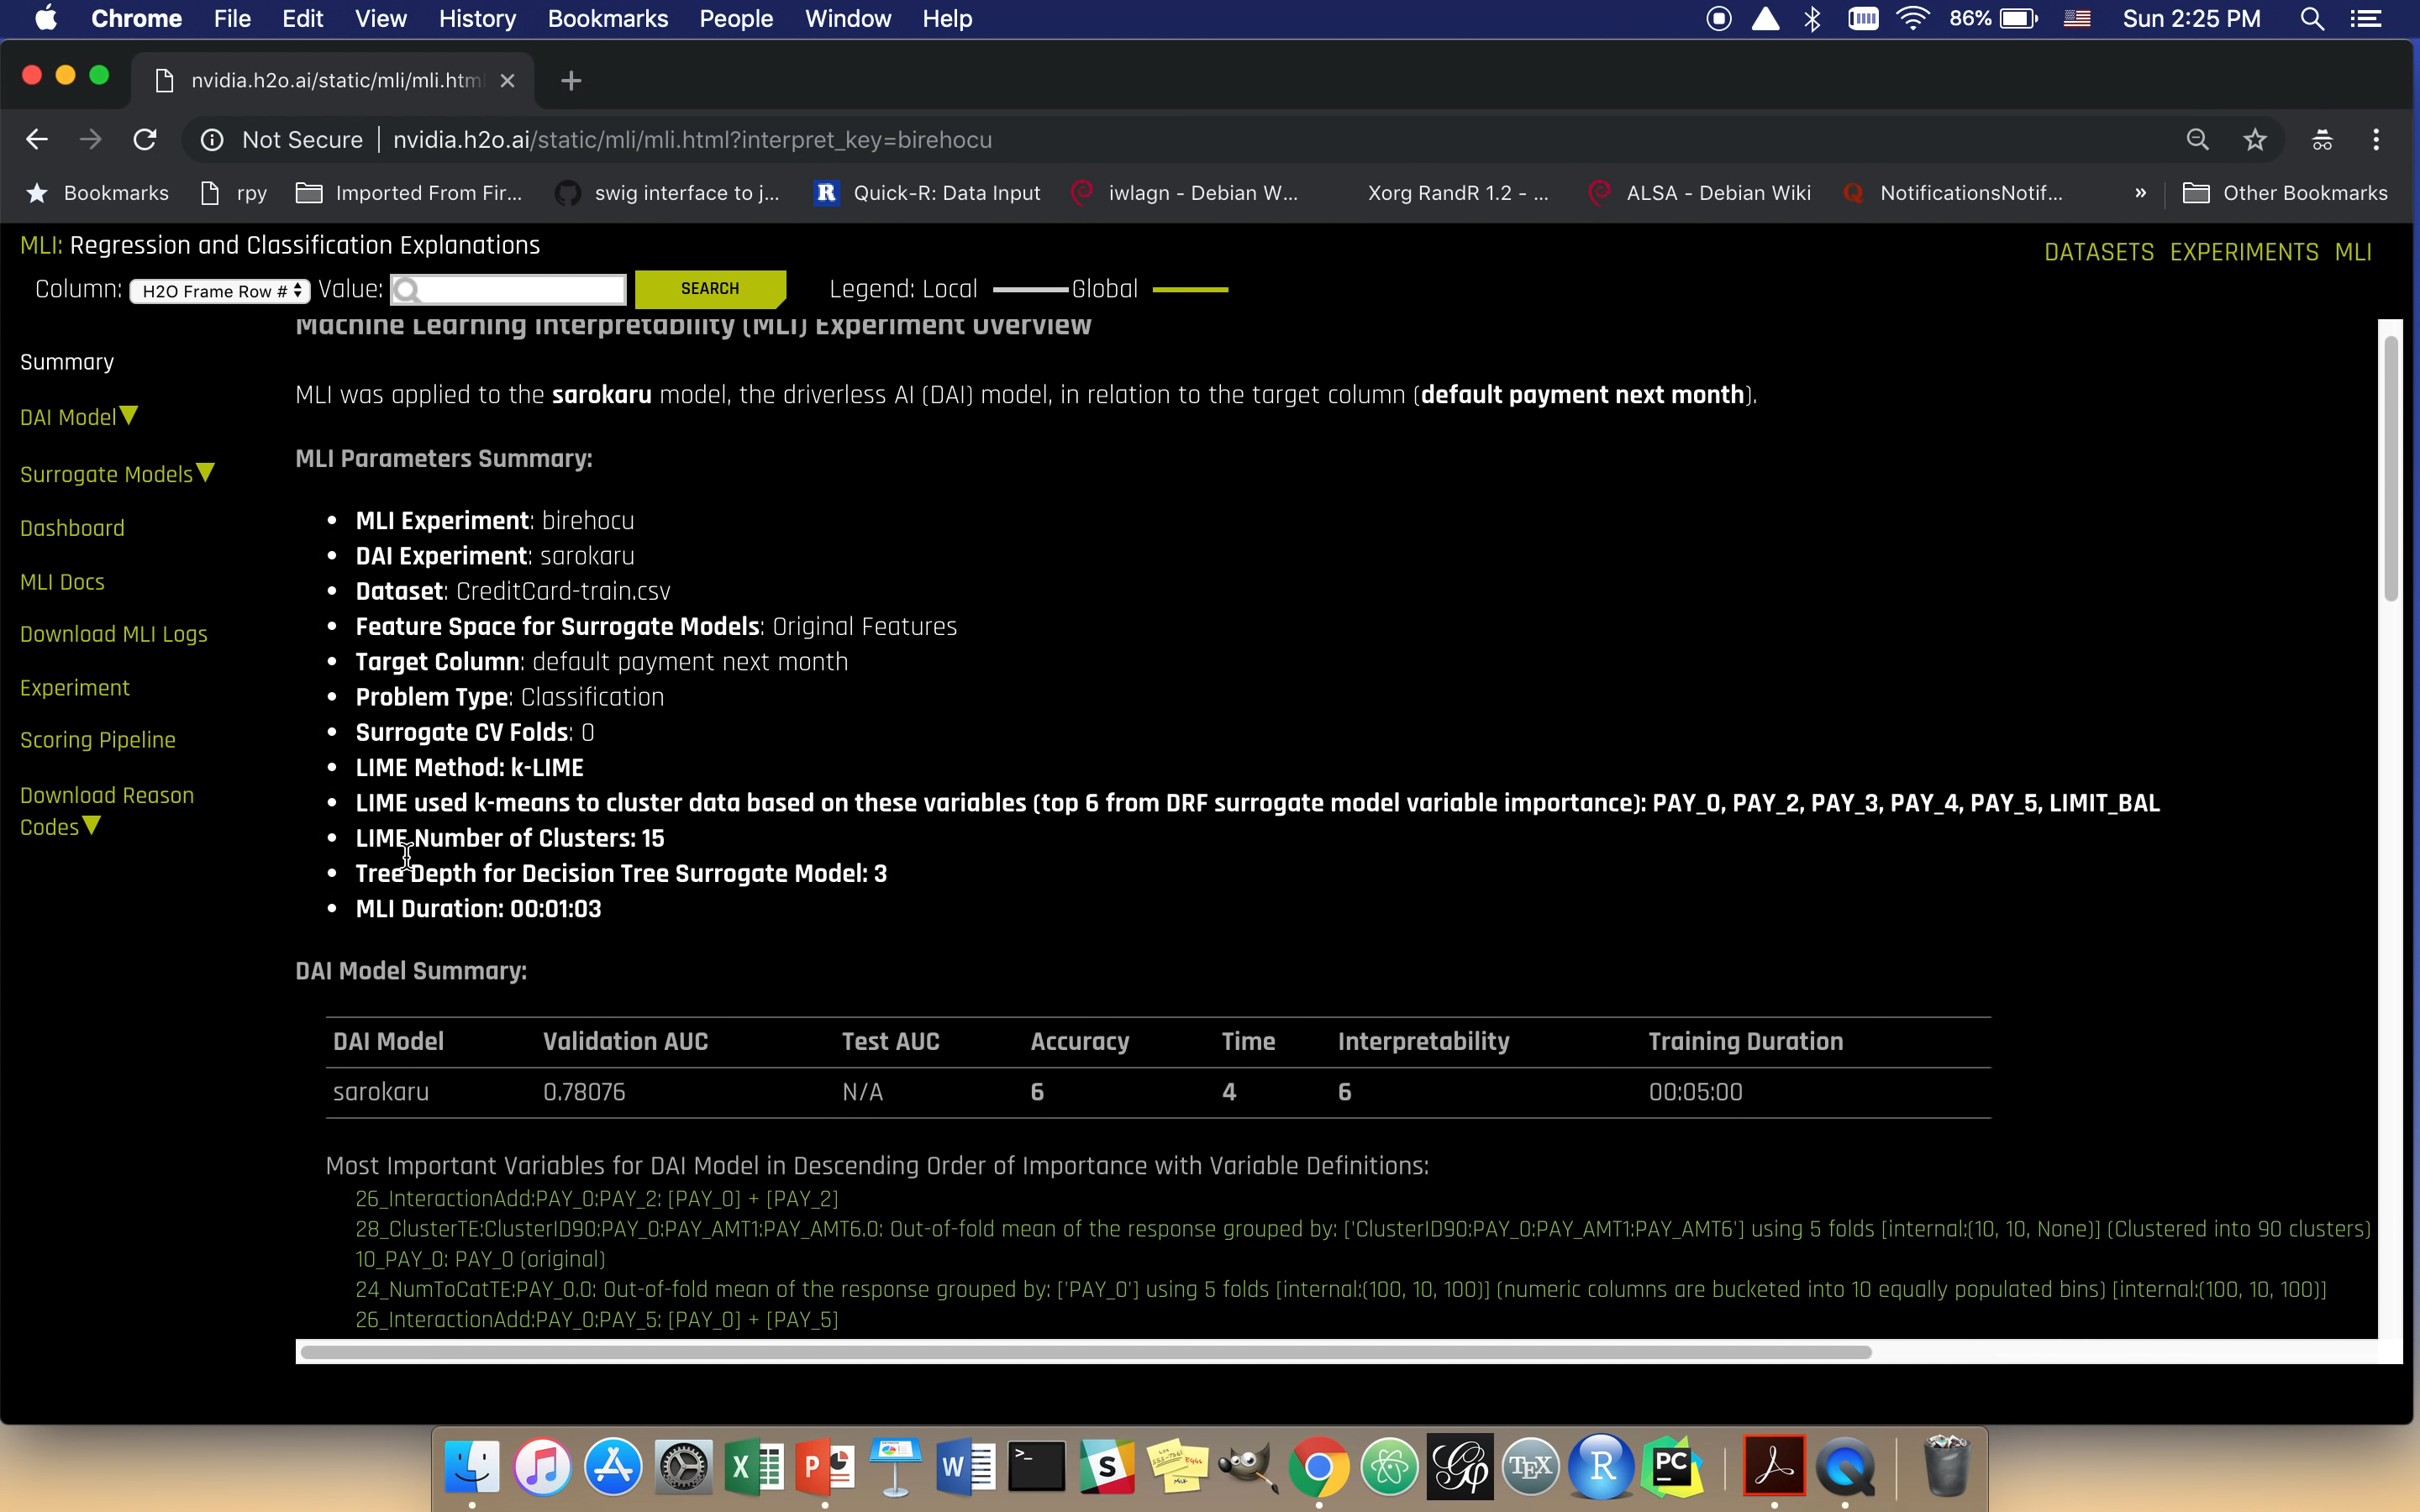 Chrome File Edit View History Bookmarks People Window Help 86% Sun 2:25 PM
nvidia.h2o.ai/static/mli/mli.htm
Not Secure | nvidia.h2o.ai/static/mli/mli.html?interpret_key=birehocu
Bookmarks rpy Imported From Fir... swig interface to j... R Quick-R: Data Input iwlagn - Debian W... Xorg RandR 1.2 - ... ALSA - Debian Wiki NotificationsNotif... » Other Bookmarks
MLI: Regression and Classification Explanations
DATASETS EXPERIMENTS MLI
Column: H2O Frame Row # Value: SEARCH Legend: Local Global
Machine Learning Interpretability (MLI) Experiment Overview
Summary
DAI Model
Surrogate Models
Dashboard
MLI Docs
Download MLI Logs
Experiment
Scoring Pipeline
Download Reason
Codes
MLI was applied to the sarokaru model, the driverless AI (DAI) model, in relation to the target column (default payment next month).
MLI Parameters Summary:
• MLI Experiment: birehocu
• DAI Experiment: sarokaru
• Dataset: CreditCard-train.csv
• Feature Space for Surrogate Models: Original Features
• Target Column: default payment next month
• Problem Type: Classification
• Surrogate CV Folds: 0
• LIME Method: k-LIME
• LIME used k-means to cluster data based on these variables (top 6 from DRF surrogate model variable importance): PAY_0, PAY_2, PAY_3, PAY_4, PAY_5, LIMIT_BAL
• LIME Number of Clusters: 15
• Tree Depth for Decision Tree Surrogate Model: 3
• MLI Duration: 00:01:03
DAI Model Summary:
DAI Model Validation AUC Test AUC Accuracy Time Interpretability Training Duration
sarokaru 0.78076 N/A 6 4 6 00:05:00
Most Important Variables for DAI Model in Descending Order of Importance with Variable Definitions:
26_InteractionAdd:PAY_0:PAY_2: [PAY_0] + [PAY_2]
28_ClusterTE:ClusterID90:PAY_0:PAY_AMT1:PAY_AMT6.0: Out-of-fold mean of the response grouped by: ['ClusterID90:PAY_0:PAY_AMT1:PAY_AMT6'] using 5 folds [internal:(10, 10, None)] (Clustered into 90 clusters)
10_PAY_0: PAY_0 (original)
24_NumToCatTE:PAY_0.0: Out-of-fold mean of the response grouped by: ['PAY_0'] using 5 folds [internal:(100, 10, 100)] (numeric columns are bucketed into 10 equally populated bins) [internal:(100, 10, 100)]
26_InteractionAdd:PAY_0:PAY_5: [PAY_0] + [PAY_5]
X P W >_ S TEX R PC